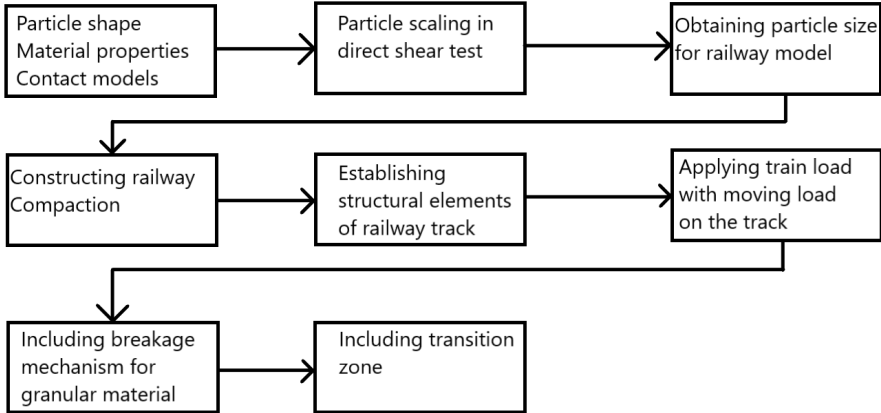 Particle shape
Material properties
Contact models
Particle scaling in
direct shear test
Obtaining particle size
for railway model
Constructing railway
Compaction
Establishing
structural elements
of railway track
Applying train load
with moving load
on the track
Including breakage
mechanism for
granular material
Including transition
zone